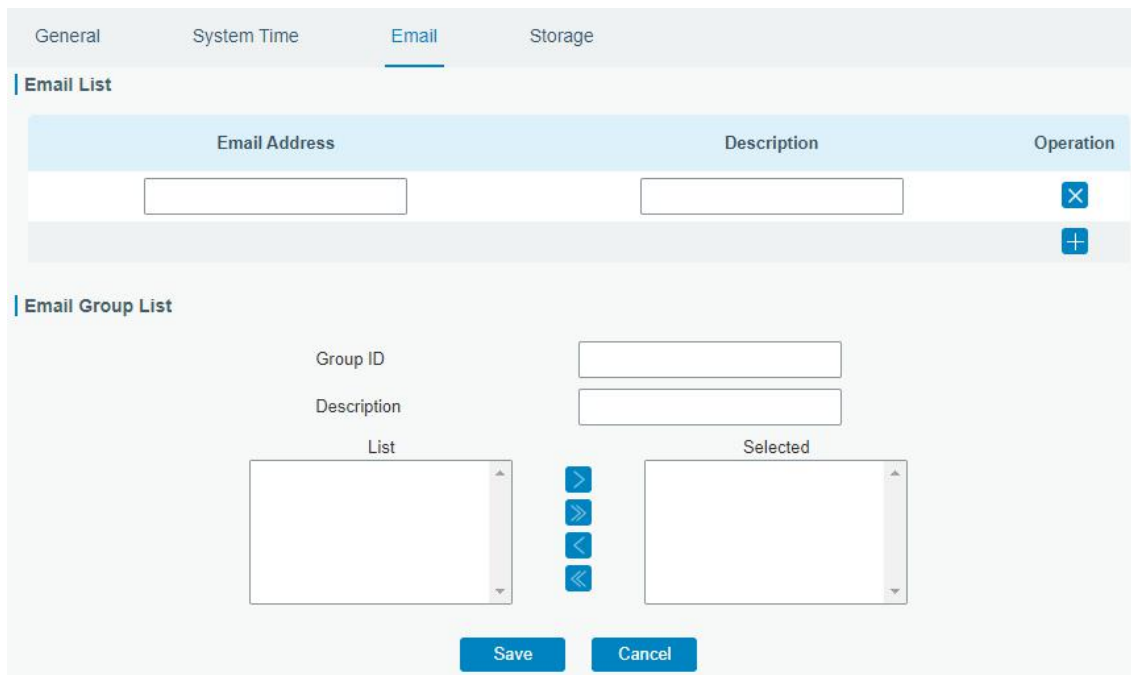 General System Time Email Storage
Email List
Email Address Description Operation
Email Group List
Group ID
Description
List Selected
Save Cancel